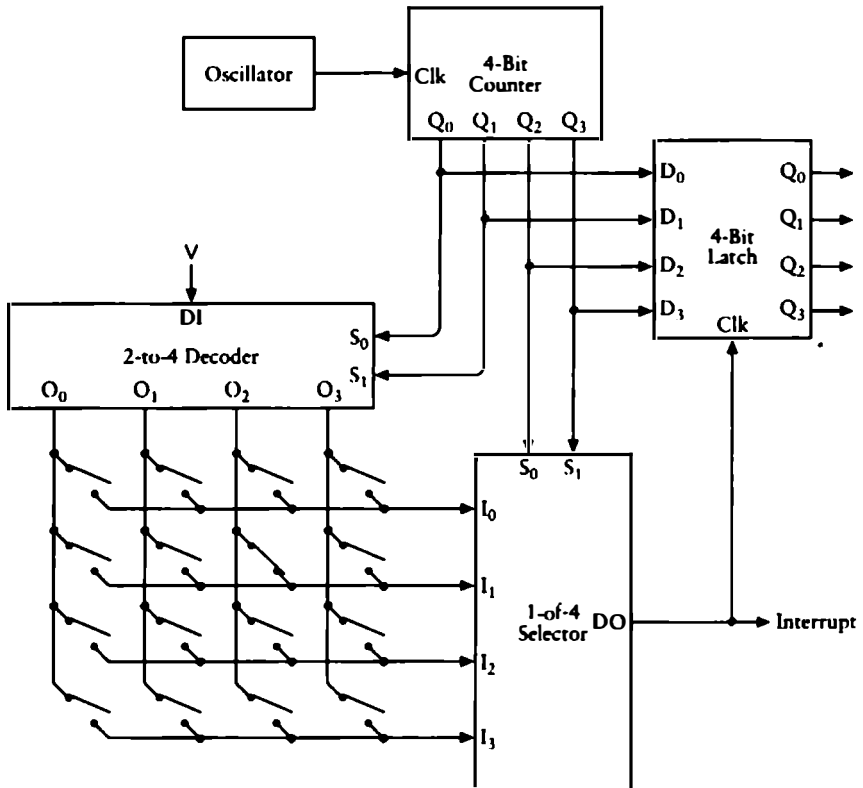 Oscillator
Clk
4-Bit
Counter
Q0 Q1 Q2 Q3
D0
D1
D2
D3
4-Bit
Latch
Clk
Q0
Q1
Q2
Q3
V
DI
2-to-4 Decoder
S0
S1
O0 O1 O2 O3
S0 S1
I0
I1
I2
I3
1-of-4
Selector
DO
Interrupt